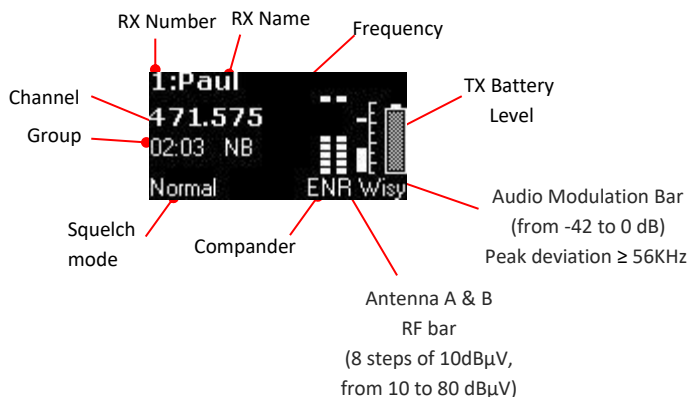 RX Number
RX Name
Frequency
1:Paul
Channel
471.575
TX Battery
Level
Group
02:03 NB
Normal
ENR Wisy
Audio Modulation Bar
(from -42 to 0 dB)
Peak deviation ≥ 56KHz
Squelch
mode
Compander
Antenna A & B
RF bar
(8 steps of 10dBµV,
from 10 to 80 dBµV)